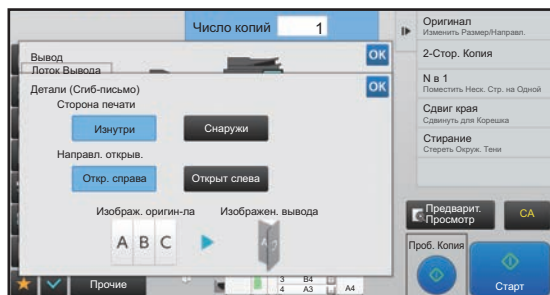 Число копий 1
Оригинал
Изменить Размер/Направл.
2-Стор. Копия
N в 1
Поместить Неск. Стр. на Одной
Сдвиг края
Сдвинуть для Корешка
Стирание
Стереть Окруж. Тени
Вывод
OK
Лоток Вывода
Детали (Сгиб-письмо)
OK
Сторона печати
Изнутри
Снаружи
Направл. открыв.
Откр. справа
Открыт слева
Изображ. оригин-ла
Изображен. вывода
A B C
Предварит.
Просмотр
CA
Проб. Копия
Старт
Прочие
3 B4
4 A3
A4